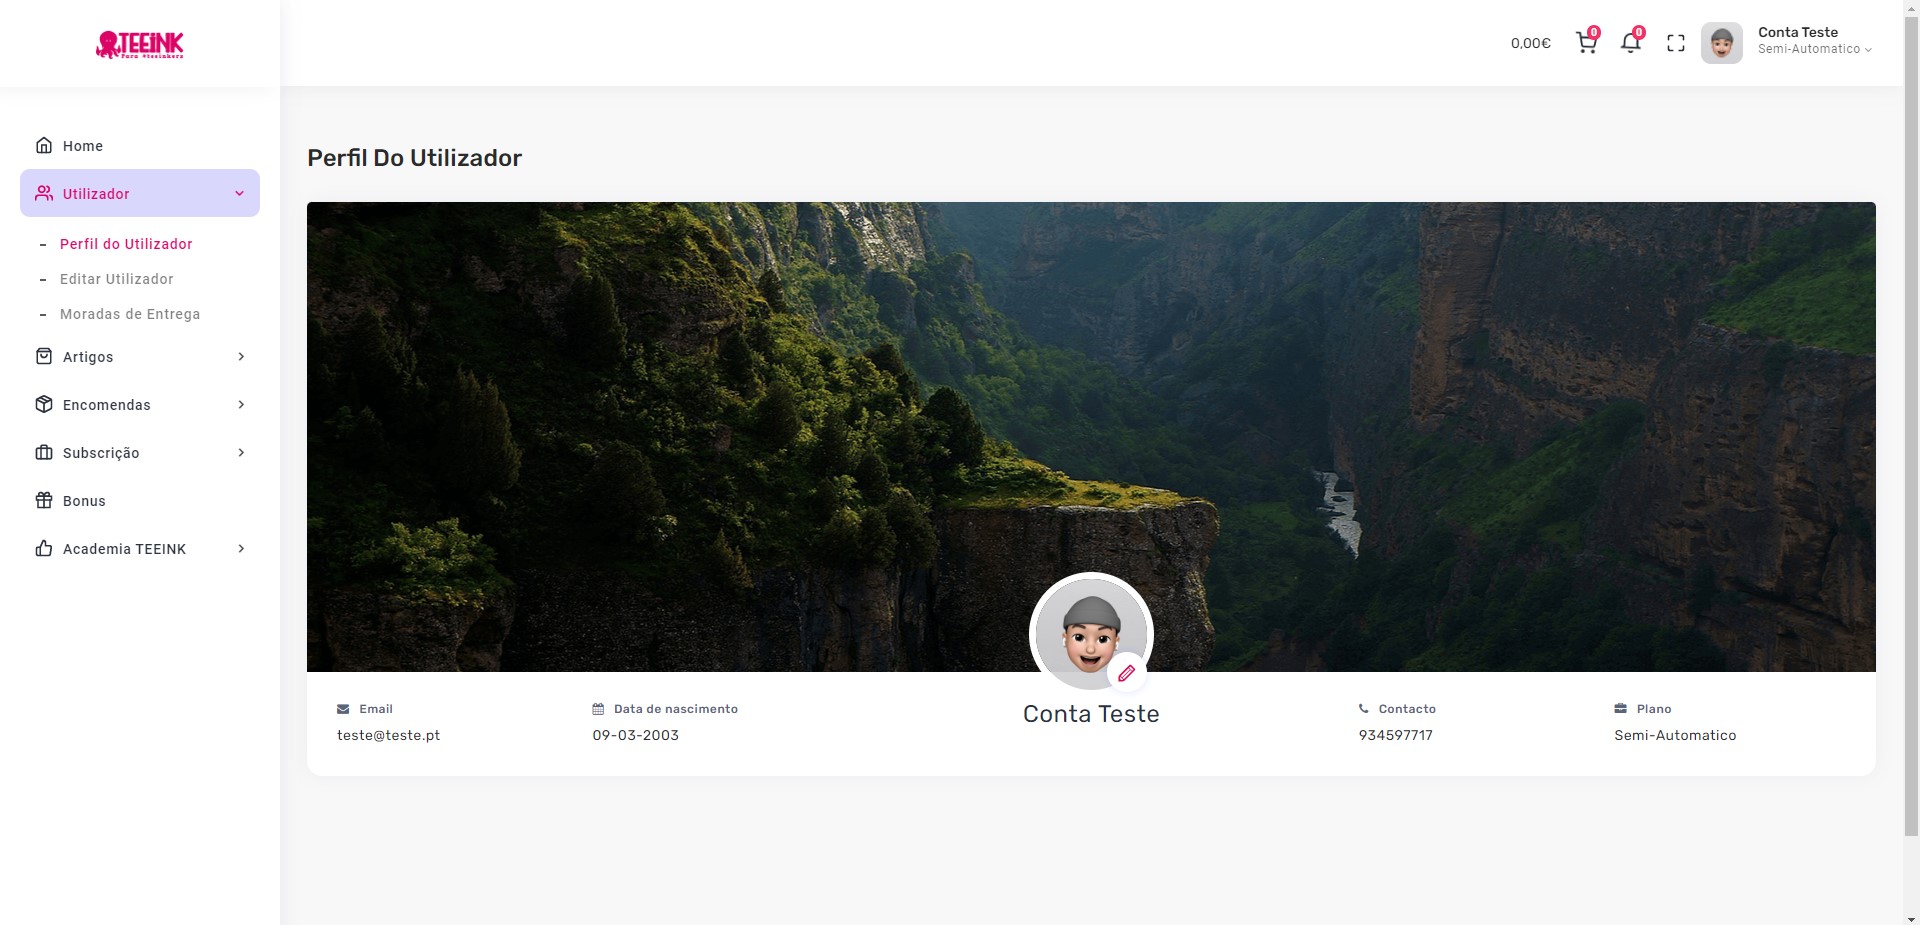 TEEiNK
Para #teeinkers
0,00€
0
0
Conta Teste
Semi-Automatico
Home
Utilizador
- Perfil do Utilizador
- Editar Utilizador
- Moradas de Entrega
Artigos
Encomendas
Subscrição
Bonus
Academia TEEINK
Perfil Do Utilizador
Email
teste@teste.pt
Data de nascimento
09-03-2003
Conta Teste
Contacto
934597717
Plano
Semi-Automatico